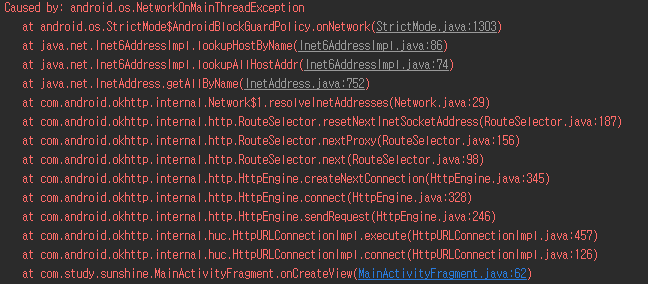 Caused by: android.os.NetworkOnMainThreadException
at android.os.StrictMode$AndroidBlockGuardPolicy.onNetwork(StrictMode.java:1303)
at java.net.Inet6AddressImpl.lookupHostByName(Inet6AddressImpl.java:86)
at java.net.Inet6AddressImpl.lookupAllHostAddr(Inet6AddressImpl.java:74)
at java.net.InetAddress.getAllByName(InetAddress.java:752)
at com.android.okhttp.internal.Network$1.resolveInetAddresses(Network.java:29)
at com.android.okhttp.internal.http.RouteSelector.resetNextInetSocketAddress(RouteSelector.java:187)
at com.android.okhttp.internal.http.RouteSelector.nextProxy(RouteSelector.java:156)
at com.android.okhttp.internal.http.RouteSelector.next(RouteSelector.java:98)
at com.android.okhttp.internal.http.HttpEngine.createNextConnection(HttpEngine.java:345)
at com.android.okhttp.internal.http.HttpEngine.connect(HttpEngine.java:328)
at com.android.okhttp.internal.http.HttpEngine.sendRequest(HttpEngine.java:246)
at com.android.okhttp.internal.huc.HttpURLConnectionImpl.execute(HttpURLConnectionImpl.java:457)
at com.android.okhttp.internal.huc.HttpURLConnectionImpl.connect(HttpURLConnectionImpl.java:126)
at com.study.sunshine.MainActivityFragment.onCreateView(MainActivityFragment.java:62)